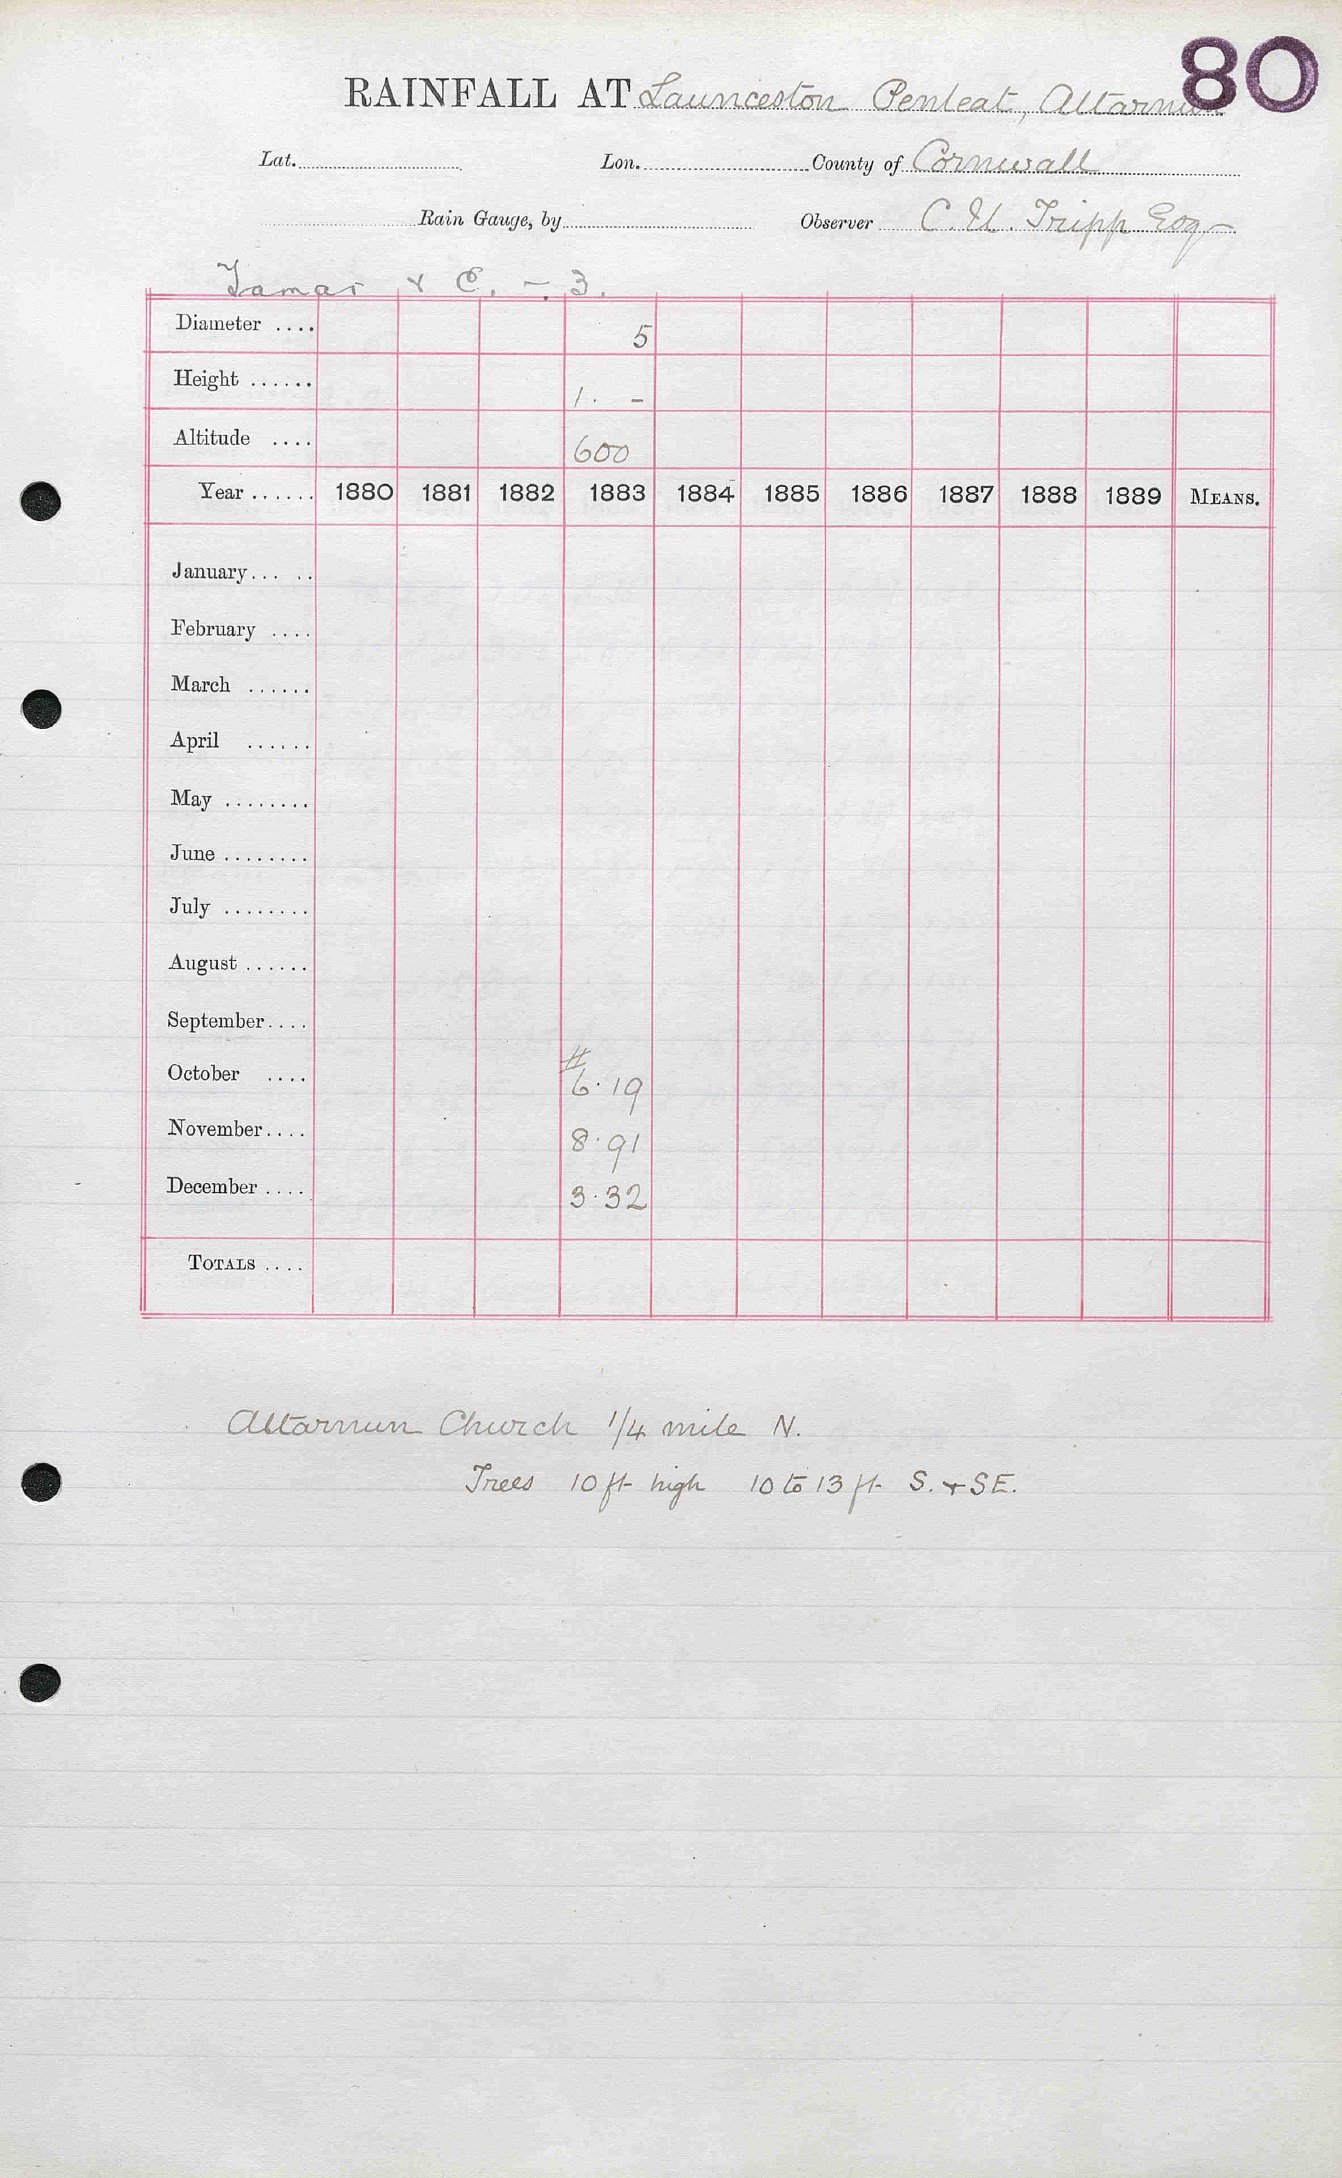 80
RAINFALL AT Launceston Penleat, Altarnun
Lat. Lon. County of Cornwall
Rain Gauge, by Observer C. U. Tripp Esq
Tamar & C. - 3.
Diameter .... 5
Height ...... 1. -
Altitude .... 600
Year ...... 1880 1881 1882 1883 1884 1885 1886 1887 1888 1889 MEANS.
January... ..
February ....
March ......
April ......
May ........
June ........
July ........
August ......
September....
#
October .... 6.19
November.... 8.91
December .... 3.32
TOTALS ....
Altarnun Church 1/4 mile N.
Trees 10 ft high 10 to 13 ft S. & SE.